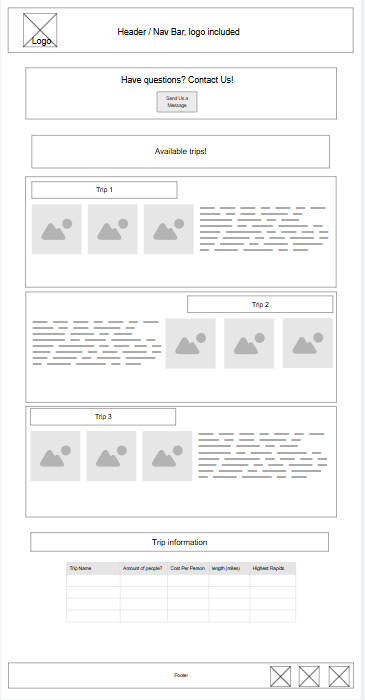 Logo
Header / Nav Bar, logo included
Have questions? Contact Us!
Send Us a
Message
Available trips!
Trip 1
Trip 2
Trip 3
Trip information
Trip Name Amount of people? Cost Per Person length (miles) Highest Rapids
Footer